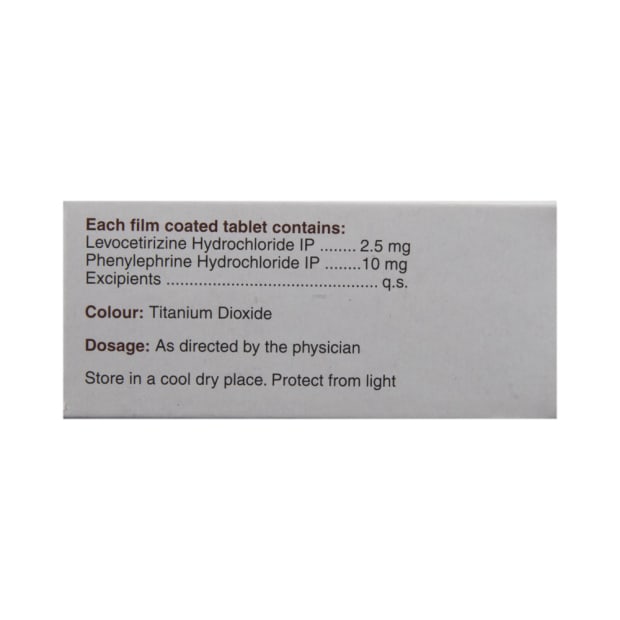 Each film coated tablet contains:
Levocetirizine Hydrochloride IP ........ 2.5 mg
Phenylephrine Hydrochloride IP ........10 mg
Excipients ............................................... q.s.
Colour: Titanium Dioxide
Dosage: As directed by the physician
Store in a cool dry place. Protect from light